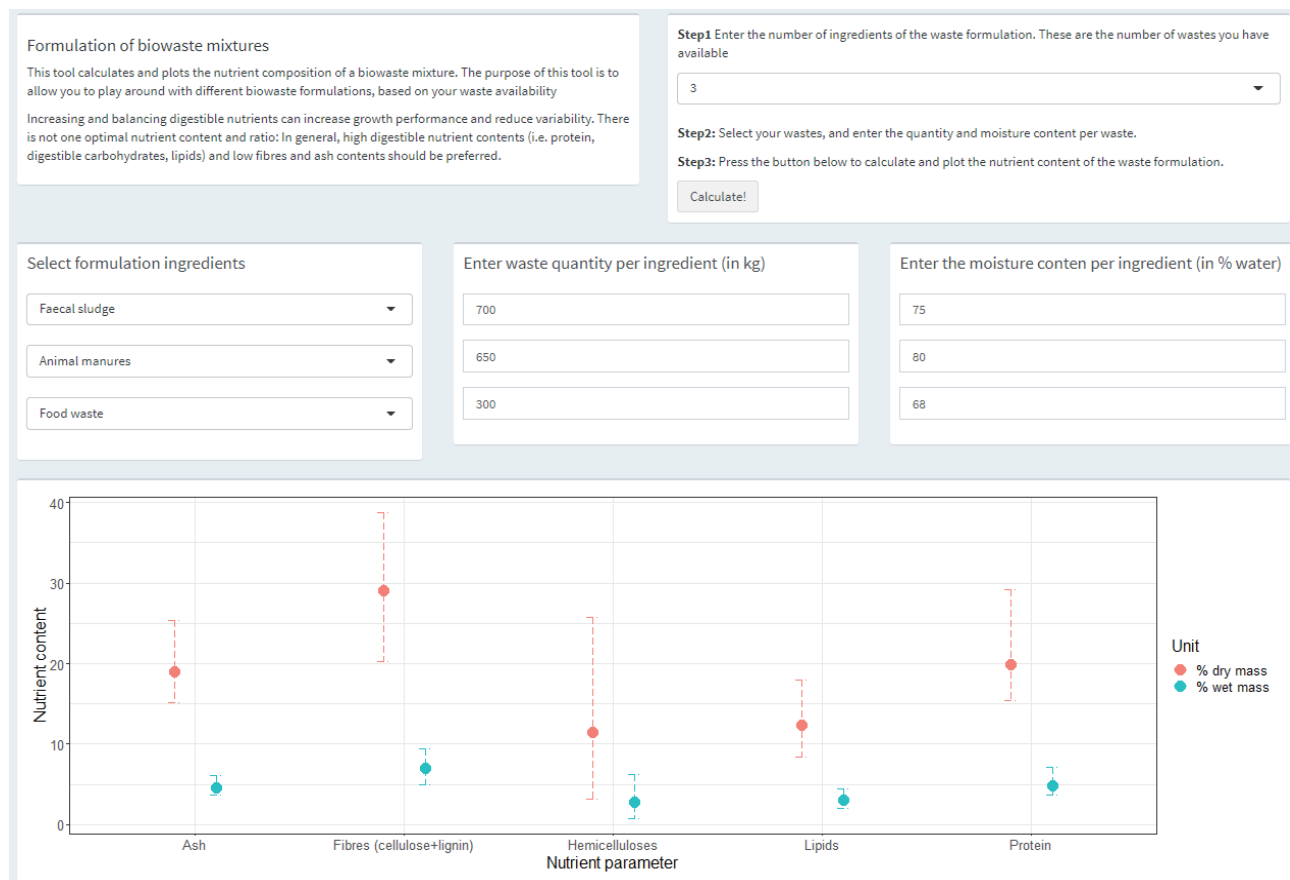 Formulation of biowaste mixtures
This tool calculates and plots the nutrient composition of a biowaste mixture. The purpose of this tool is to
allow you to play around with different biowaste formulations, based on your waste availability
Increasing and balancing digestible nutrients can increase growth performance and reduce variability. There
is not one optimal nutrient content and ratio: In general, high digestible nutrient contents (i.e. protein,
digestible carbohydrates, lipids) and low fibres and ash contents should be preferred.
Step1 Enter the number of ingredients of the waste formulation. These are the number of wastes you have
available
3
Step2: Select your wastes, and enter the quantity and moisture content per waste.
Step3: Press the button below to calculate and plot the nutrient content of the waste formulation.
Calculate!
Select formulation ingredients
Faecal sludge
Animal manures
Food waste
Enter waste quantity per ingredient (in kg)
700
650
300
Enter the moisture conten per ingredient (in % water)
75
80
68
Nutrient content
40
30
20
10
0
Ash
Fibres (cellulose+lignin)
Hemicelluloses
Lipids
Protein
Nutrient parameter
Unit
% dry mass
% wet mass